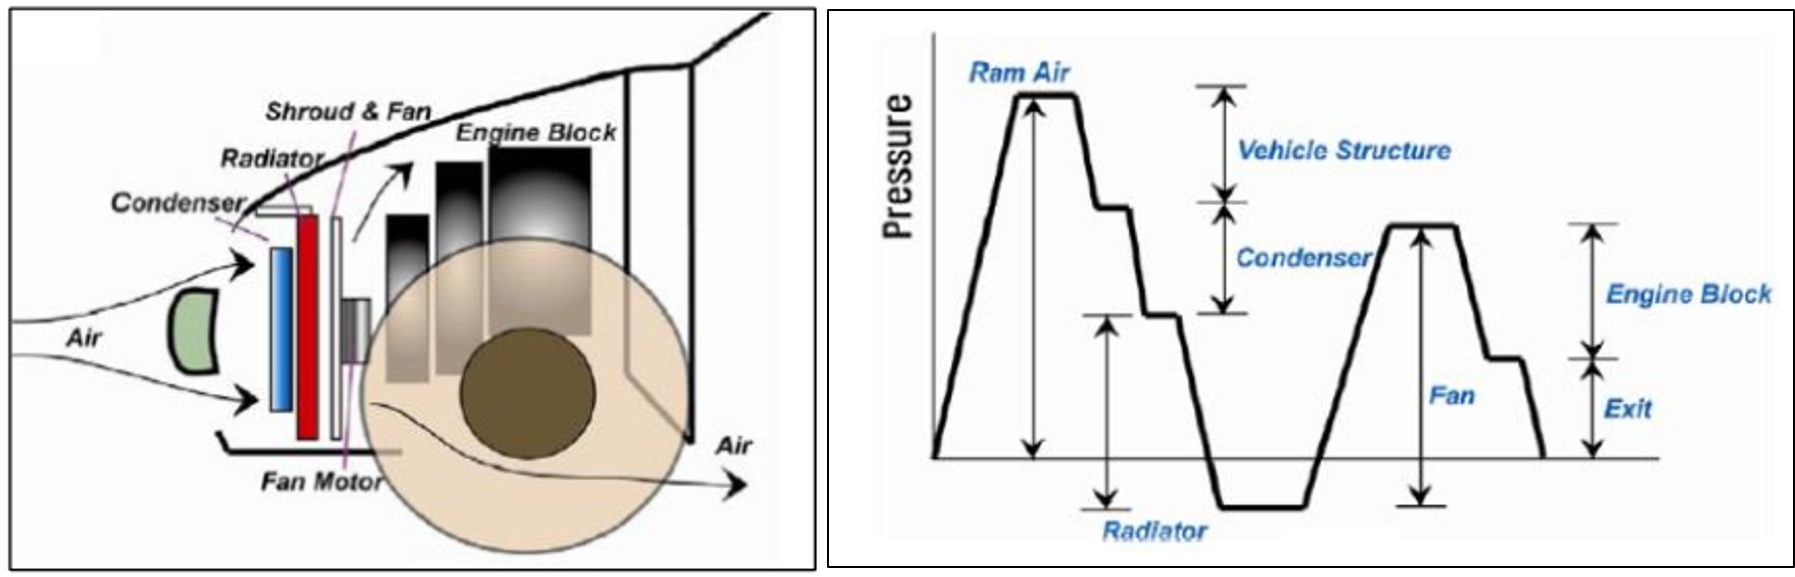 Shroud & Fan
Engine Block
Radiator
Condenser
Air
Air
Fan Motor
Pressure
Ram Air
Vehicle Structure
Condenser
Engine Block
Fan
Exit
Radiator